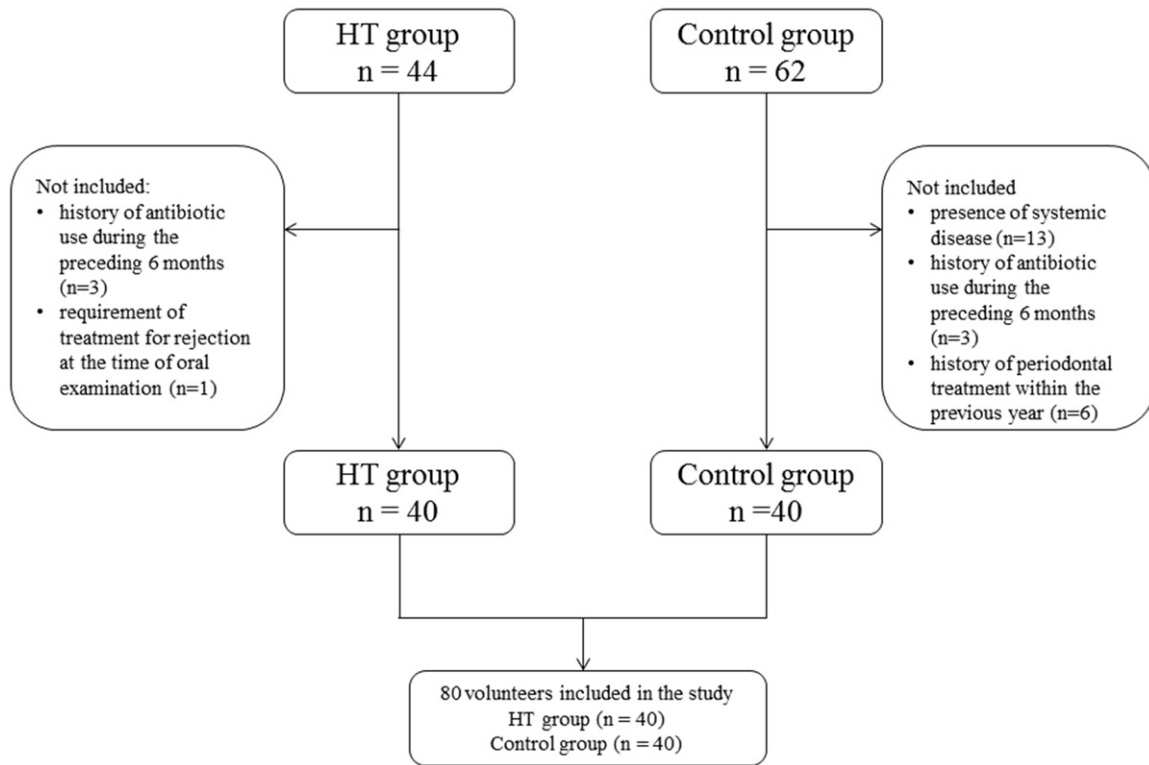 HT group
n = 44
Control group
n = 62
Not included:
• history of antibiotic
use during the
preceding 6 months
(n=3)
• requirement of
treatment for rejection
at the time of oral
examination (n=1)
Not included
• presence of systemic
disease (n=13)
• history of antibiotic
use during the
preceding 6 months
(n=3)
• history of periodontal
treatment within the
previous year (n=6)
HT group
n = 40
Control group
n =40
80 volunteers included in the study
HT group (n = 40)
Control group (n = 40)